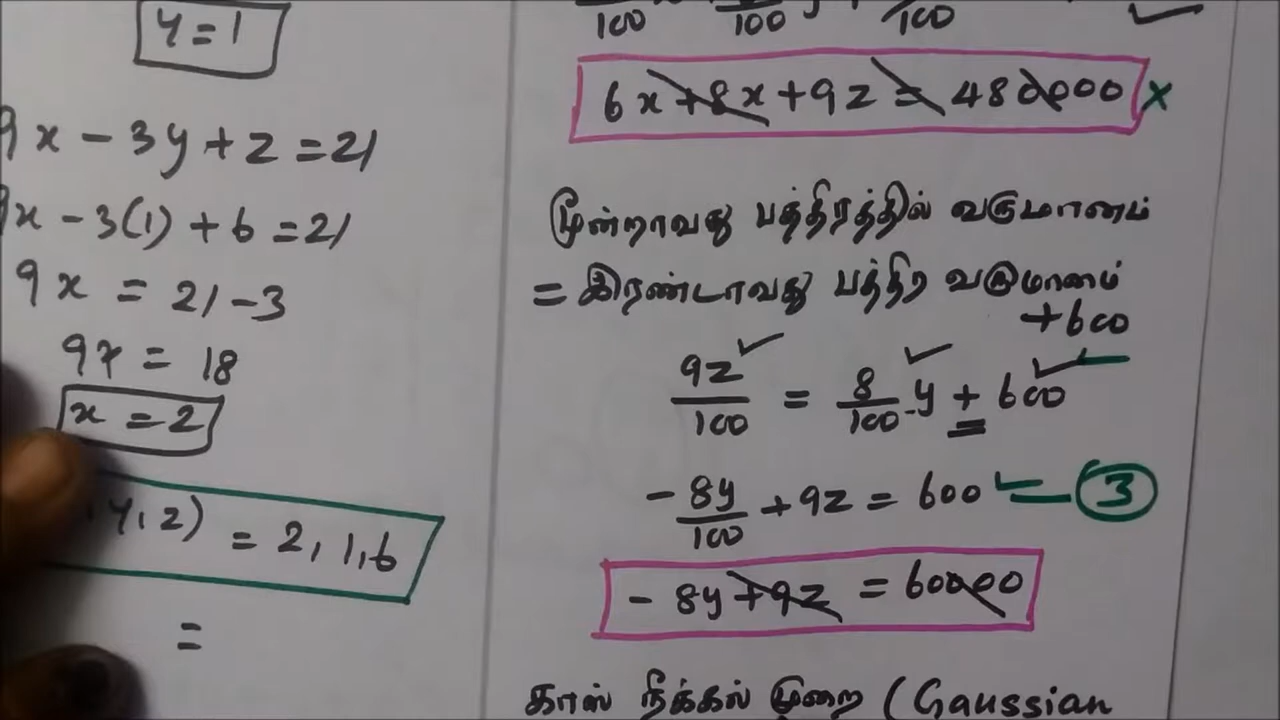 y = 1
9x - 3y + z = 21
9x - 3(1) + 6 = 21
9x = 21 - 3
9x = 18
x = 2
, y, z) = 2, 1, 6
=
100 100 100
6x + 8x + 9z = 480000 x
மூன்றாவது பத்திரத்தில் வருமானம்
= இரண்டாவது பத்திர வருமானம்
+600
9z/100 = 8/100 y + 600
-8y/100 + 9z = 600 — 3
- 8y + 9z = 60000
காஸ் நீக்கல் முறை (Gaussian